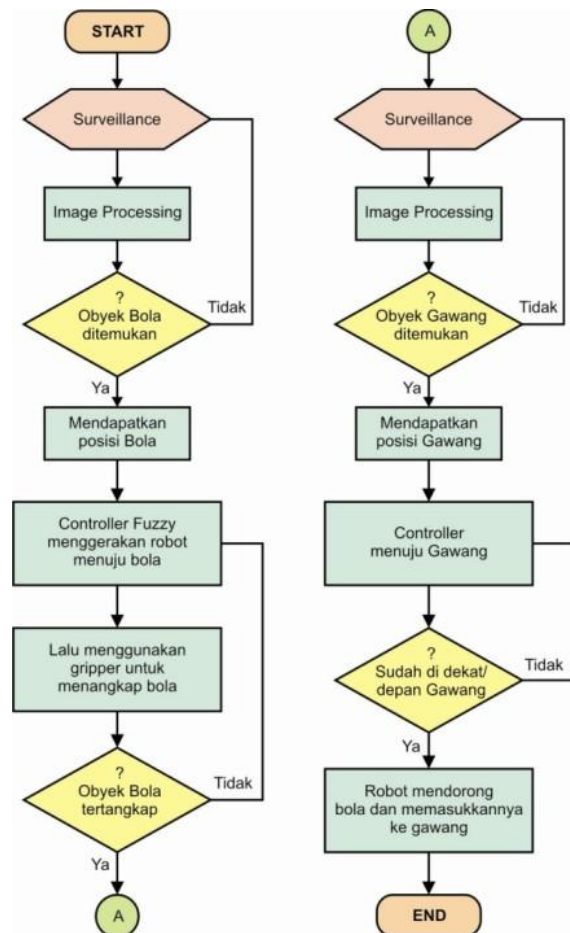 START
Surveillance
Image Processing
?
Obyek Bola
ditemukan
Tidak
Ya
Mendapatkan
posisi Bola
Controller Fuzzy
menggerakan robot
menuju bola
Lalu menggunakan
gripper untuk
menangkap bola
?
Obyek Bola
tertangkap
Tidak
Ya
A
A
Surveillance
Image Processing
?
Obyek Gawang
ditemukan
Tidak
Ya
Mendapatkan
posisi Gawang
Controller
menuju Gawang
?
Sudah di dekat/
depan Gawang
Tidak
Ya
Robot mendorong
bola dan memasukkannya
ke gawang
END